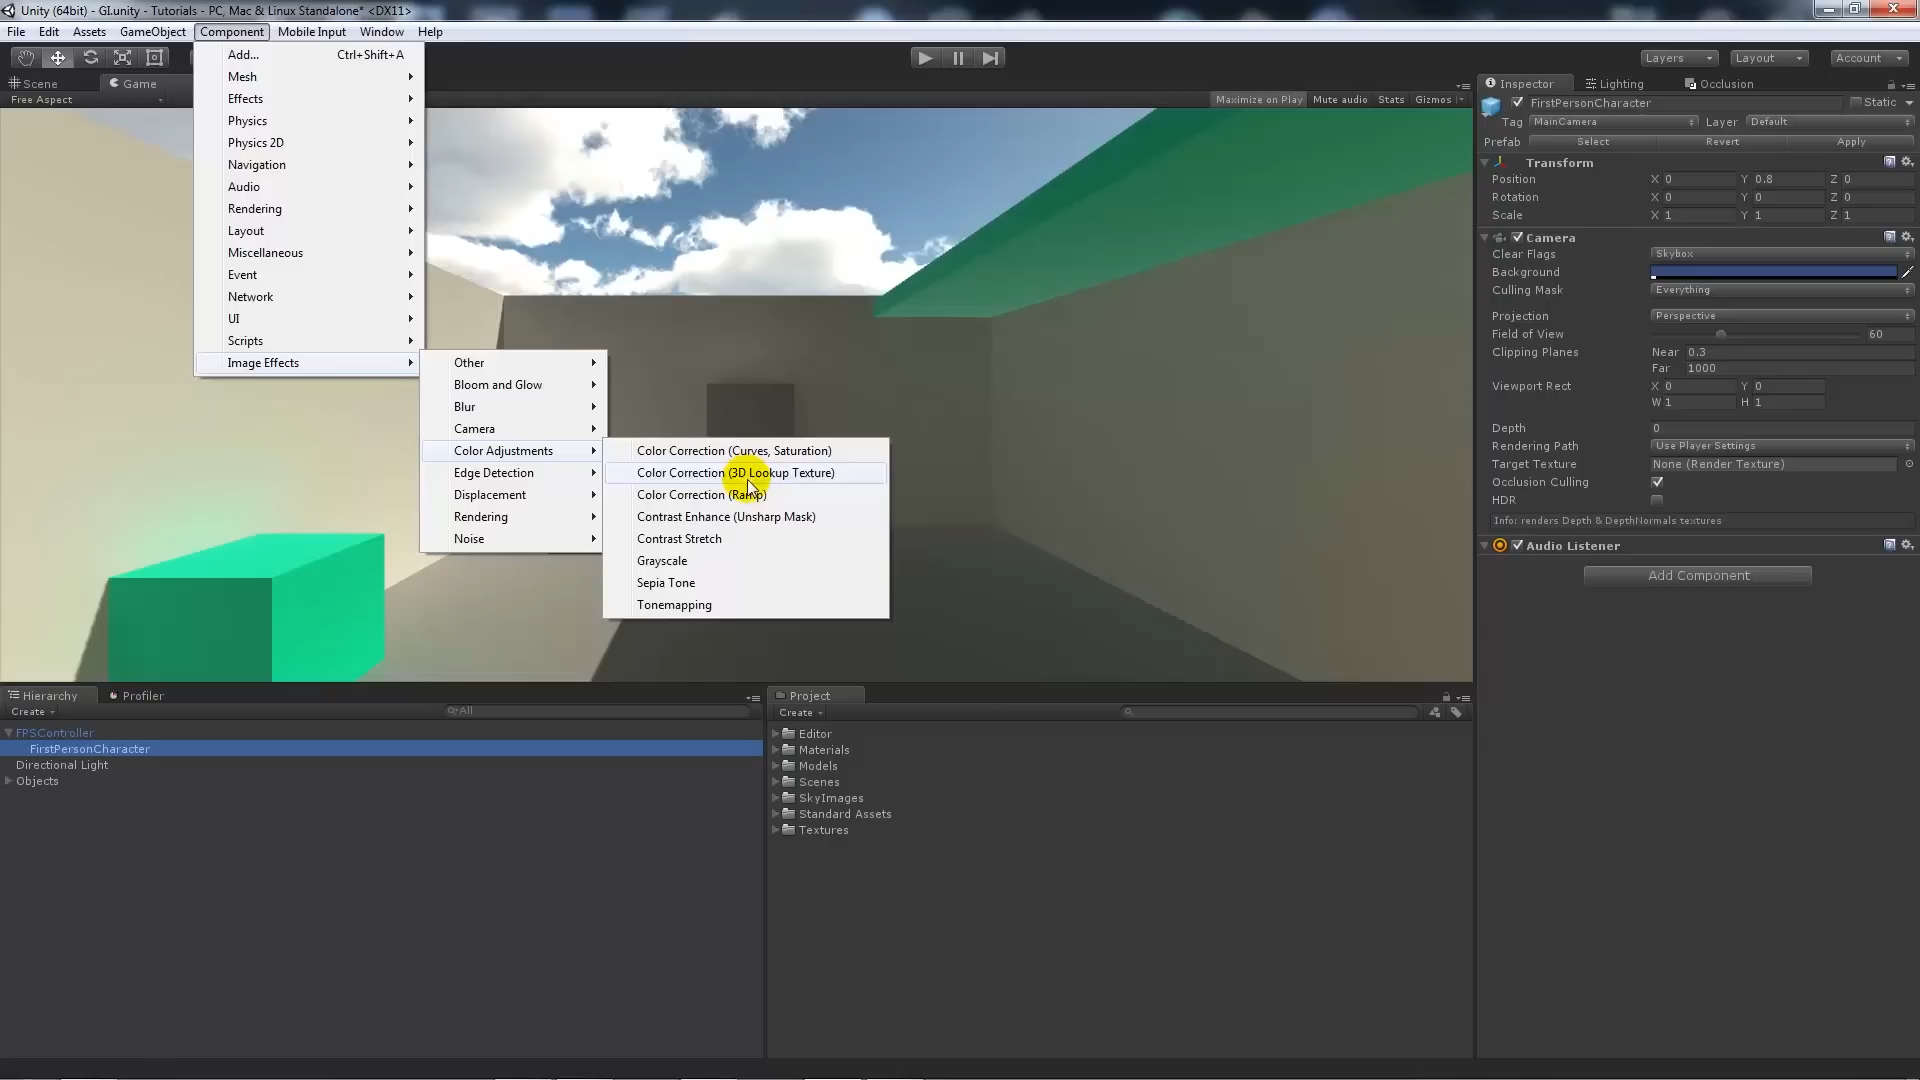 Unity (64bit) - GI.unity - Tutorials - PC, Mac & Linux Standalone* <DX11>
File Edit Assets GameObject Component Mobile Input Window Help
Layers Layout Account
Scene Game
Free Aspect
Maximize on Play Mute audio Stats Gizmos
Add... Ctrl+Shift+A
Mesh
Effects
Physics
Physics 2D
Navigation
Audio
Rendering
Layout
Miscellaneous
Event
Network
UI
Scripts
Image Effects
Other
Bloom and Glow
Blur
Camera
Color Adjustments
Edge Detection
Displacement
Rendering
Noise
Color Correction (Curves, Saturation)
Color Correction (3D Lookup Texture)
Color Correction (Ramp)
Contrast Enhance (Unsharp Mask)
Contrast Stretch
Grayscale
Sepia Tone
Tonemapping
Inspector Lighting Occlusion
FirstPersonCharacter Static
Tag MainCamera Layer Default
Prefab Select Revert Apply
Transform
Position X 0 Y 0.8 Z 0
Rotation X 0 Y 0 Z 0
Scale X 1 Y 1 Z 1
Camera
Clear Flags Skybox
Background
Culling Mask Everything
Projection Perspective
Field of View 60
Clipping Planes Near 0.3
Far 1000
Viewport Rect X 0 Y 0
W 1 H 1
Depth 0
Rendering Path Use Player Settings
Target Texture None (Render Texture)
Occlusion Culling
HDR
Info: renders Depth & DepthNormals textures
Audio Listener
Add Component
Hierarchy Profiler
Create All
FPSController
FirstPersonCharacter
Directional Light
Objects
Project
Create
Editor
Materials
Models
Scenes
SkyImages
Standard Assets
Textures